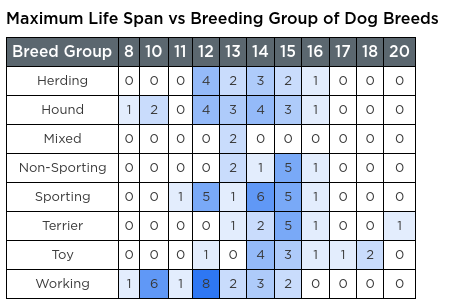 Maximum Life Span vs Breeding Group of Dog Breeds
Breed Group 8 10 11 12 13 14 15 16 17 18 20
Herding 0 0 0 4 2 3 2 1 0 0 0
Hound 1 2 0 4 3 4 3 1 0 0 0
Mixed 0 0 0 0 2 0 0 0 0 0 0
Non-Sporting 0 0 0 0 2 1 5 1 0 0 0
Sporting 0 0 1 5 1 6 5 1 0 0 0
Terrier 0 0 0 0 1 2 5 1 0 0 1
Toy 0 0 0 1 0 4 3 1 1 2 0
Working 1 6 1 8 2 3 2 0 0 0 0